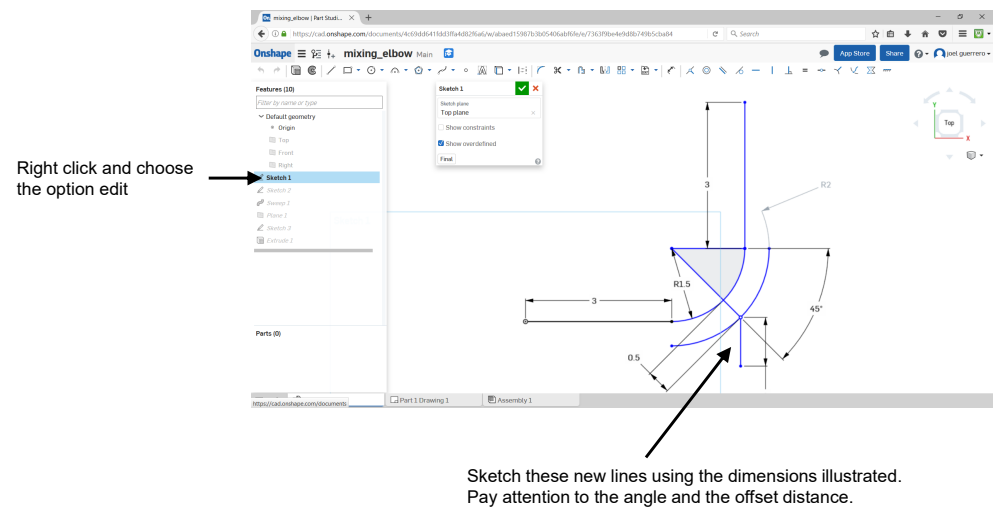 mixing_elbow | Part Studi...
https://cad.onshape.com/documents/4c69dd641fdd3ffa4d82f6a6/w/abaed15987b3b05406abf6fe/e/7363f9be4e9d8b749b5cba84
Search
Onshape mixing_elbow Main
App Store Share joel guerrero
Features (10)
Filter by name or type
Default geometry
Origin
Top
Front
Right
Sketch 1
Sketch 2
Sweep 1
Plane 1
Sketch 3
Extrude 1
Parts (0)
Sketch 1
Sketch plane
Top plane
Show constraints
Show overdefined
Final
Y
Top
X
3
R2
R1.5
3
45°
0.5
Right click and choose
the option edit
https://cad.onshape.com/documents
Part 1 Drawing 1
Assembly 1
Sketch these new lines using the dimensions illustrated.
Pay attention to the angle and the offset distance.